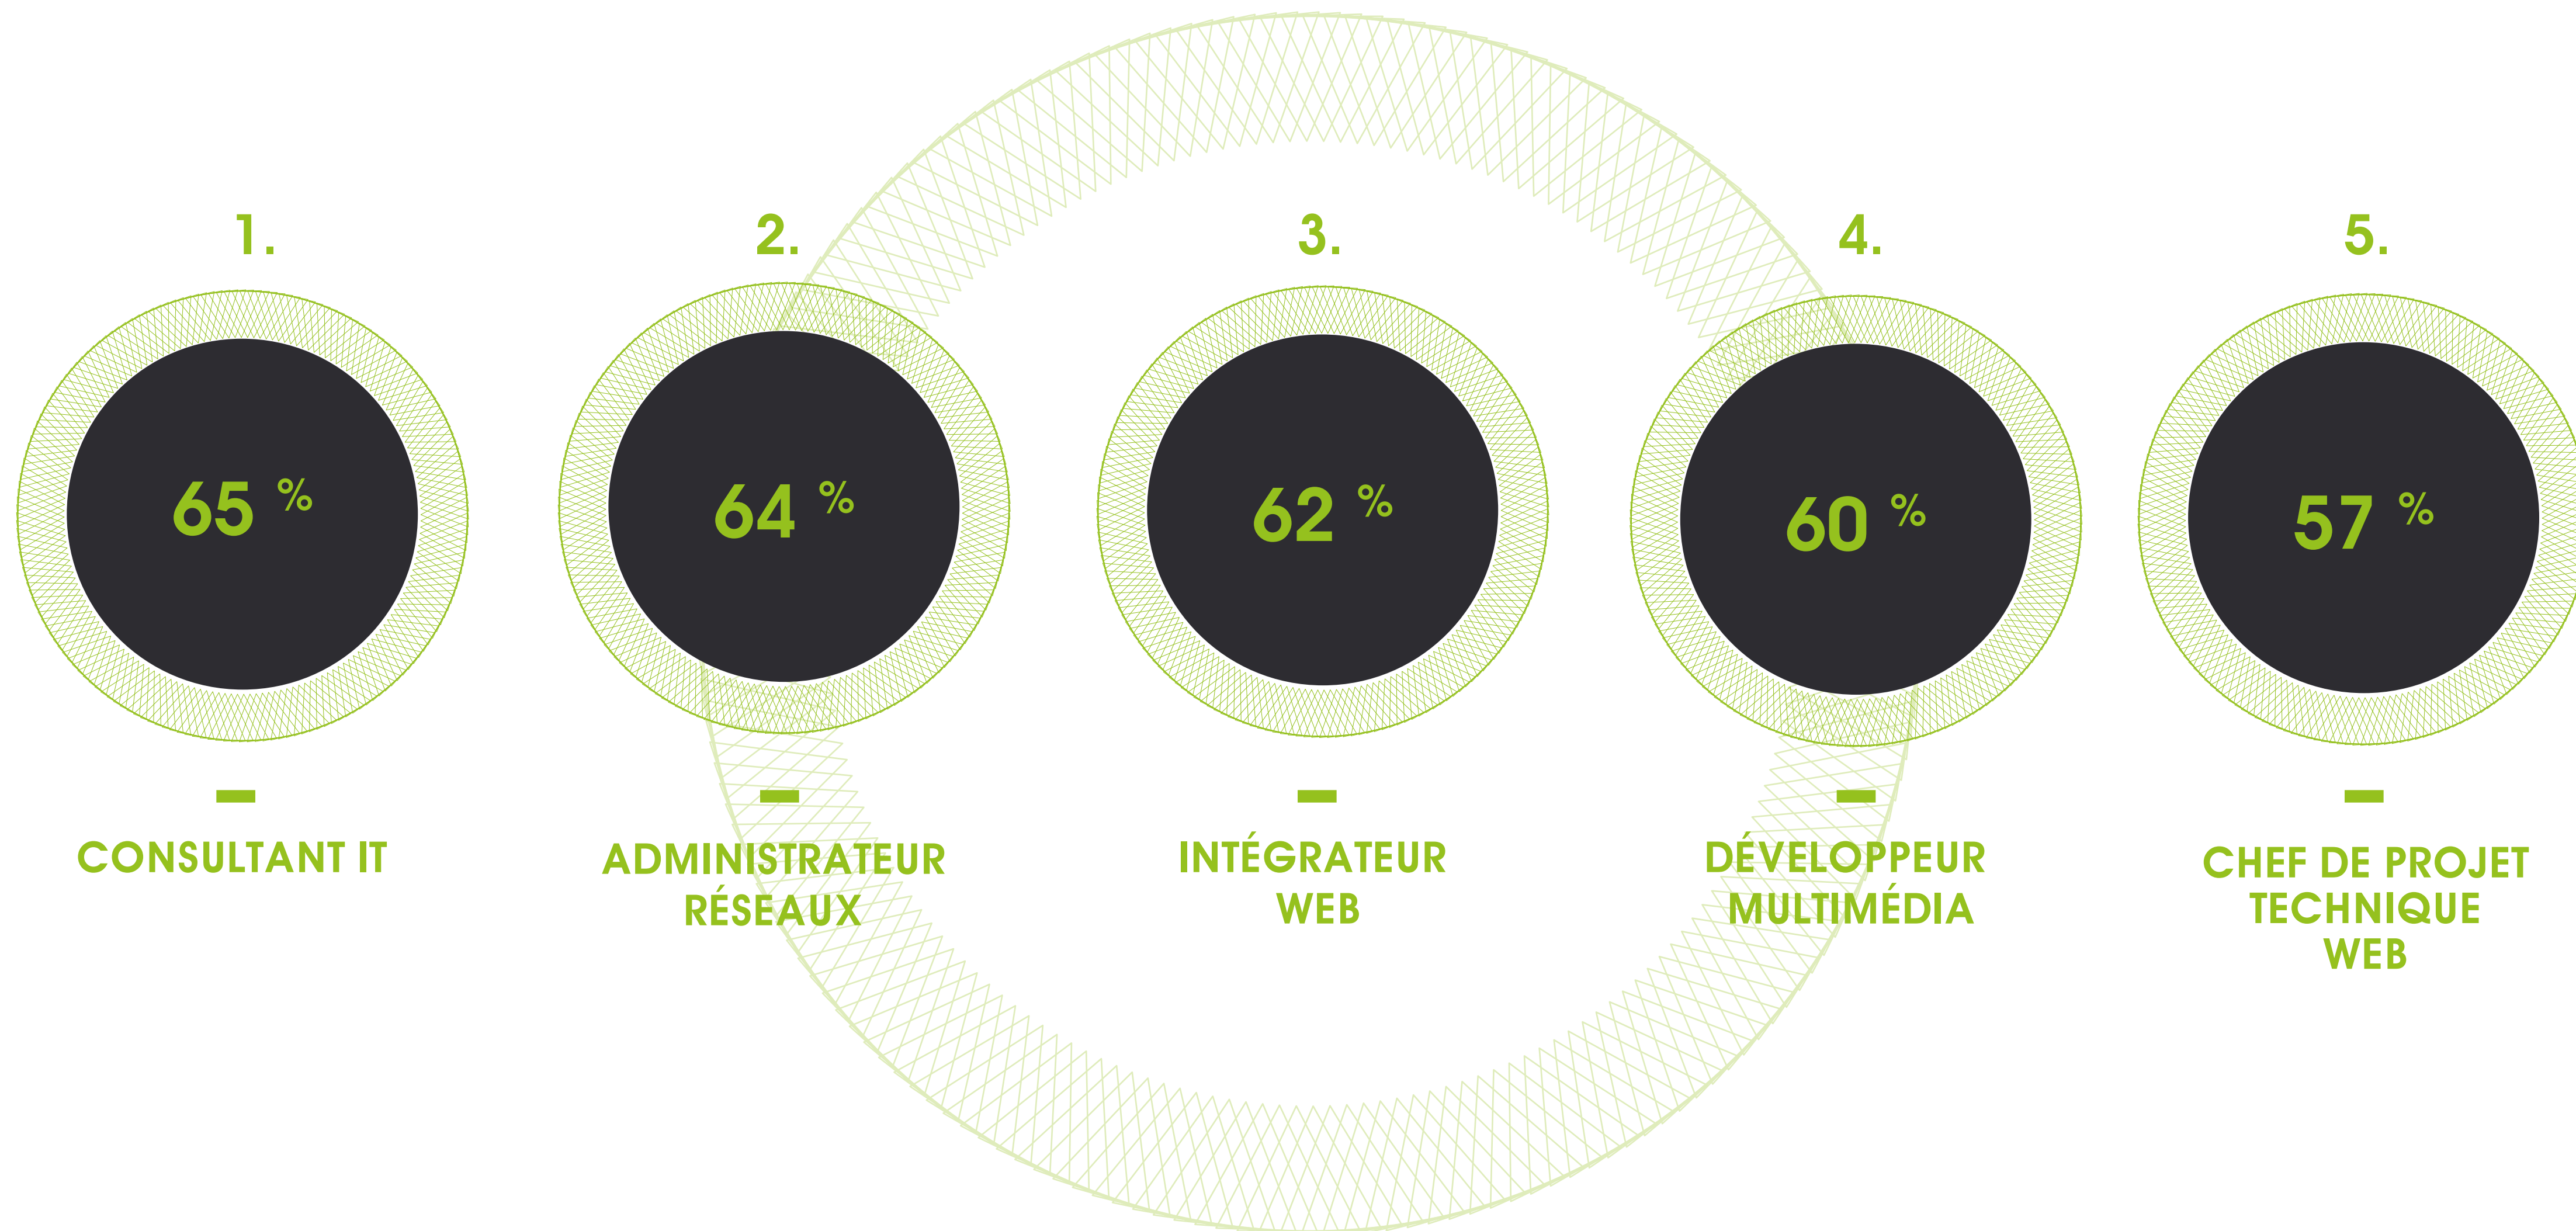 1.
65 %
CONSULTANT IT
2.
64 %
ADMINISTRATEUR
RÉSEAUX
3.
62 %
INTÉGRATEUR
WEB
4.
60 %
DÉVELOPPEUR
MULTIMÉDIA
5.
57 %
CHEF DE PROJET
TECHNIQUE
WEB